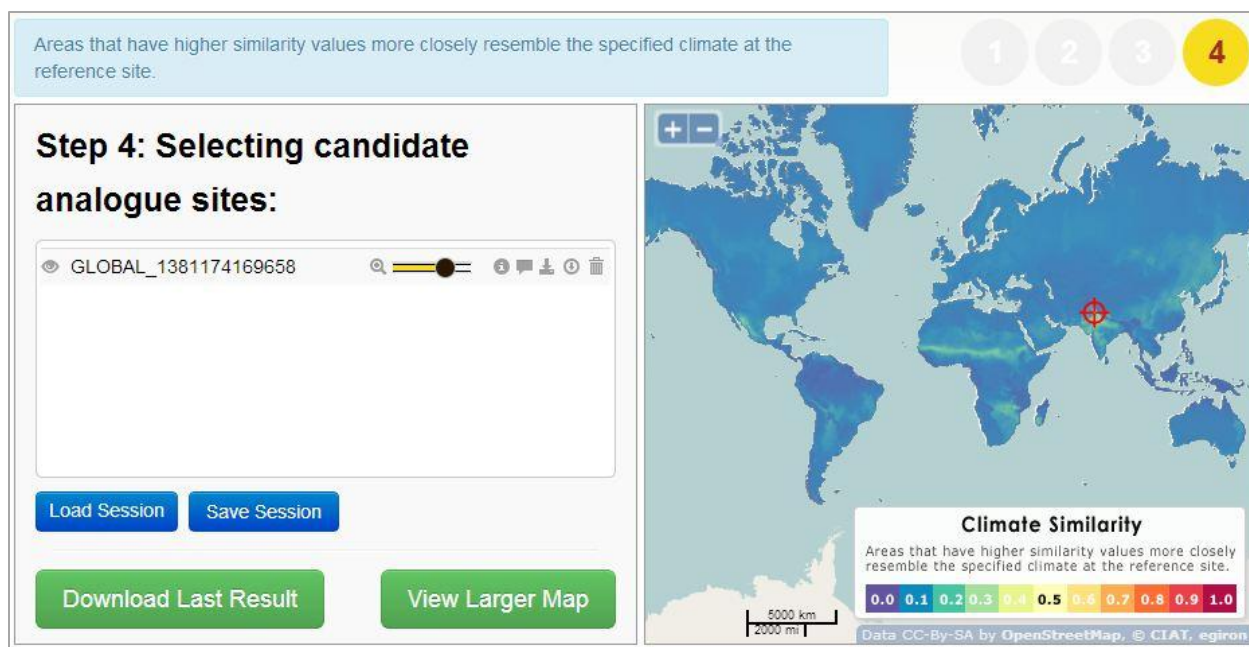 Areas that have higher similarity values more closely resemble the specified climate at the
reference site.
1 2 3 4
Step 4: Selecting candidate
analogue sites:
GLOBAL_1381174169658
Load Session Save Session
Download Last Result View Larger Map
+ −
Climate Similarity
Areas that have higher similarity values more closely
resemble the specified climate at the reference site.
0.0 0.1 0.2 0.3 0.4 0.5 0.6 0.7 0.8 0.9 1.0
5000 km
2000 mi
Data CC-By-SA by OpenStreetMap, © CIAT, egiron